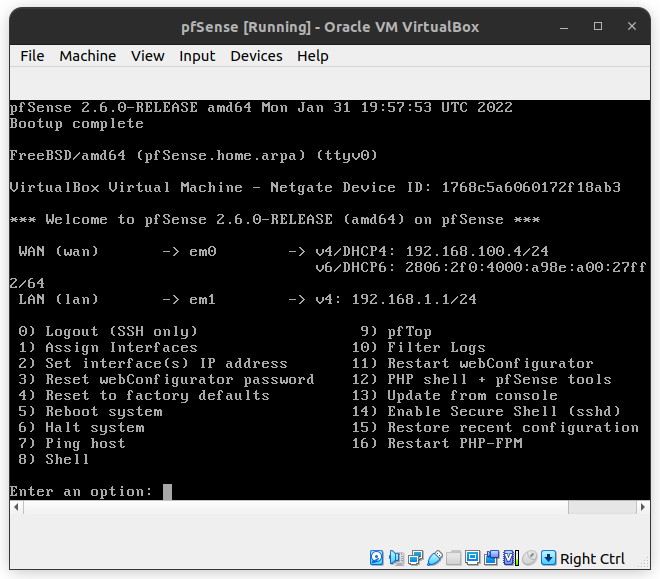 pfSense [Running] - Oracle VM VirtualBox
File Machine View Input Devices Help
pfSense 2.6.0-RELEASE amd64 Mon Jan 31 19:57:53 UTC 2022
Bootup complete
FreeBSD/amd64 (pfSense.home.arpa) (ttyv0)
VirtualBox Virtual Machine - Netgate Device ID: 1768c5a6060172f18ab3
*** Welcome to pfSense 2.6.0-RELEASE (amd64) on pfSense ***
WAN (wan) -> em0 -> v4/DHCP4: 192.168.100.4/24
v6/DHCP6: 2806:2f0:4000:a98e:a00:27ff
2/64
LAN (lan) -> em1 -> v4: 192.168.1.1/24
0) Logout (SSH only) 9) pfTop
1) Assign Interfaces 10) Filter Logs
2) Set interface(s) IP address 11) Restart webConfigurator
3) Reset webConfigurator password 12) PHP shell + pfSense tools
4) Reset to factory defaults 13) Update from console
5) Reboot system 14) Enable Secure Shell (sshd)
6) Halt system 15) Restore recent configuration
7) Ping host 16) Restart PHP-FPM
8) Shell
Enter an option:
Right Ctrl